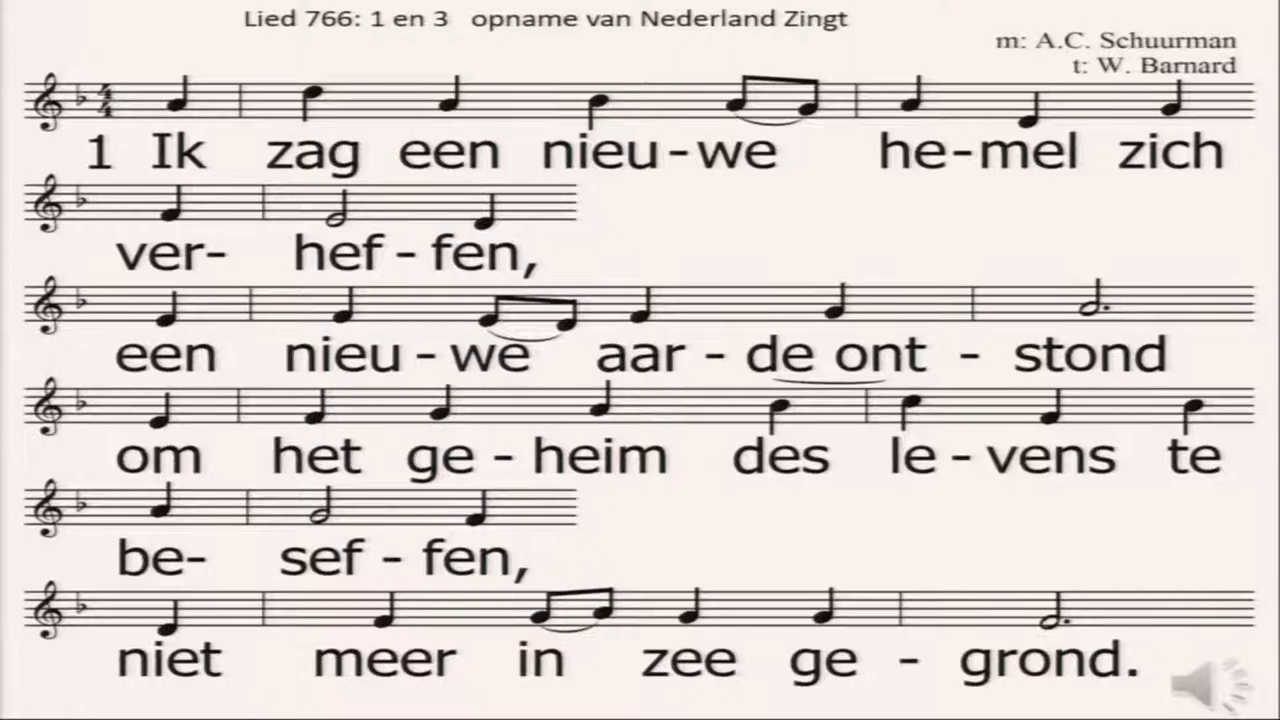 Lied 766: 1 en 3 opname van Nederland Zingt
m: A.C. Schuurman
t: W. Barnard
1 Ik zag een nieu-we he-mel zich
ver- hef-fen,
een nieu-we aar-de ont-stond
om het ge-heim des le-vens te
be- sef-fen,
niet meer in zee ge-grond.